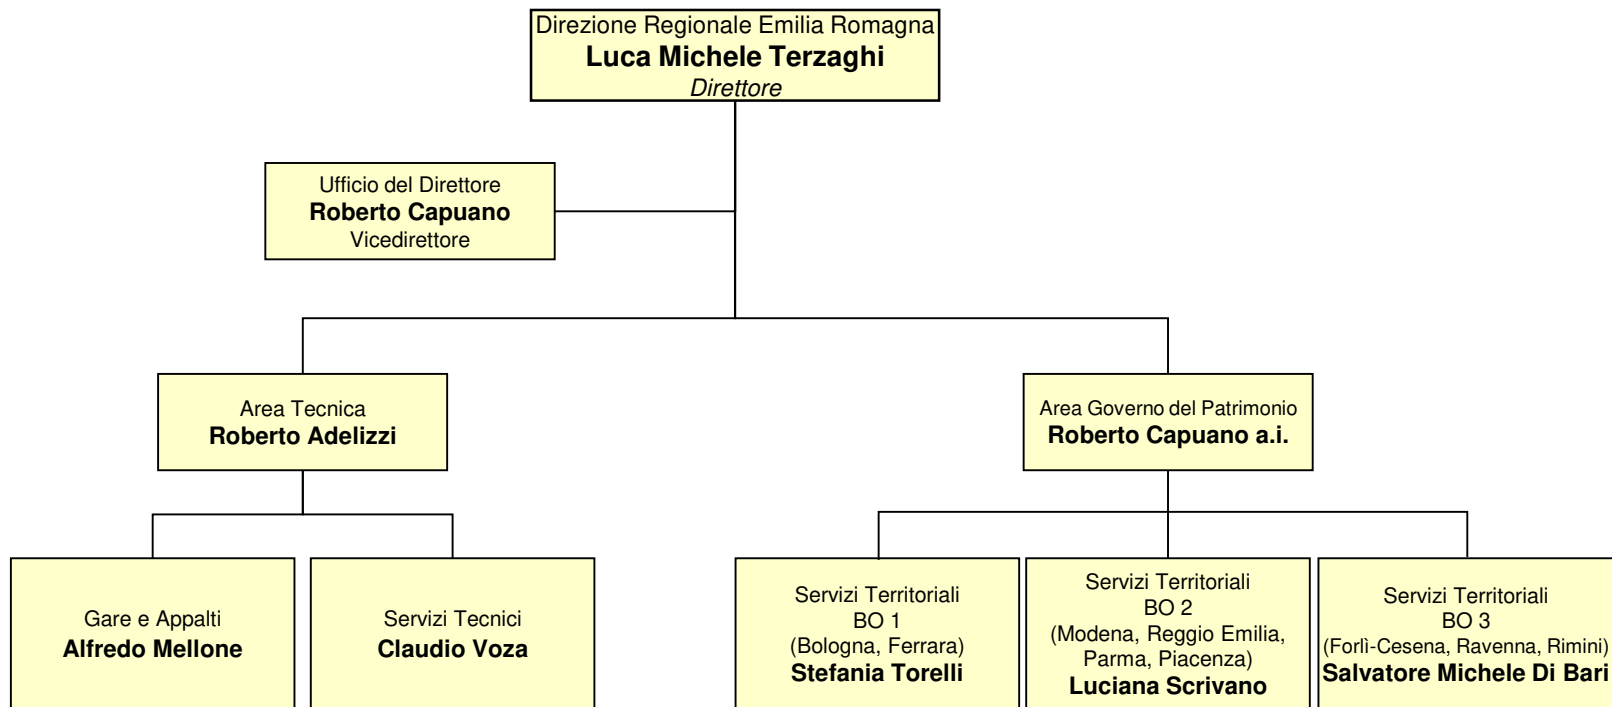 Direzione Regionale Emilia Romagna
Luca Michele Terzaghi
Direttore
Ufficio del Direttore
Roberto Capuano
Vicedirettore
Area Tecnica
Roberto Adelizzi
Area Governo del Patrimonio
Roberto Capuano a.i.
Gare e Appalti
Alfredo Mellone
Servizi Tecnici
Claudio Voza
Servizi Territoriali
BO 1
(Bologna, Ferrara)
Stefania Torelli
Servizi Territoriali
BO 2
(Modena, Reggio Emilia,
Parma, Piacenza)
Luciana Scrivano
Servizi Territoriali
BO 3
(Forlì-Cesena, Ravenna, Rimini)
Salvatore Michele Di Bari